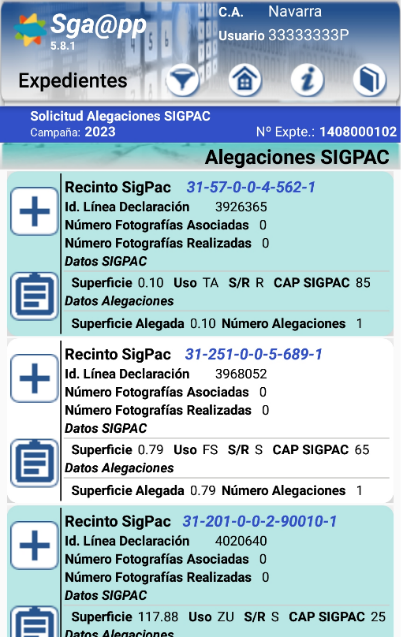 Sga@pp
5.8.1
C.A. Navarra
Usuario 33333333P
Expedientes
Solicitud Alegaciones SIGPAC
Campaña: 2023 Nº Expte.: 1408000102
Alegaciones SIGPAC
Recinto SigPac 31-57-0-0-4-562-1
Id. Línea Declaración 3926365
Número Fotografías Asociadas 0
Número Fotografías Realizadas 0
Datos SIGPAC
Superficie 0.10 Uso TA S/R R CAP SIGPAC 85
Datos Alegaciones
Superficie Alegada 0.10 Número Alegaciones 1
Recinto SigPac 31-251-0-0-5-689-1
Id. Línea Declaración 3968052
Número Fotografías Asociadas 0
Número Fotografías Realizadas 0
Datos SIGPAC
Superficie 0.79 Uso FS S/R S CAP SIGPAC 65
Datos Alegaciones
Superficie Alegada 0.79 Número Alegaciones 1
Recinto SigPac 31-201-0-0-2-90010-1
Id. Línea Declaración 4020640
Número Fotografías Asociadas 0
Número Fotografías Realizadas 0
Datos SIGPAC
Superficie 117.88 Uso ZU S/R S CAP SIGPAC 25
Datos Alegaciones